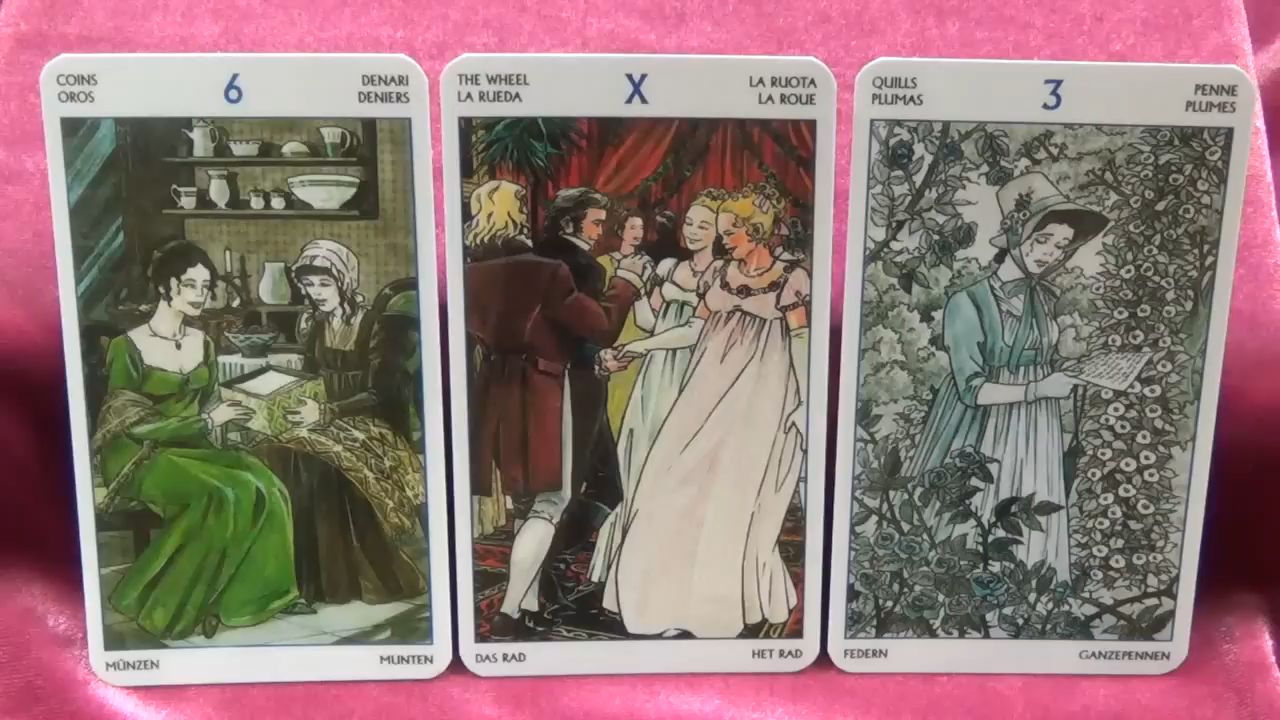 COINS
OROS
6
DENARI
DENIERS
MÜNZEN
MUNTEN
THE WHEEL
LA RUEDA
X
LA RUOTA
LA ROUE
DAS RAD
HET RAD
QUILLS
PLUMAS
3
PENNE
PLUMES
FEDERN
GANZEPENNEN